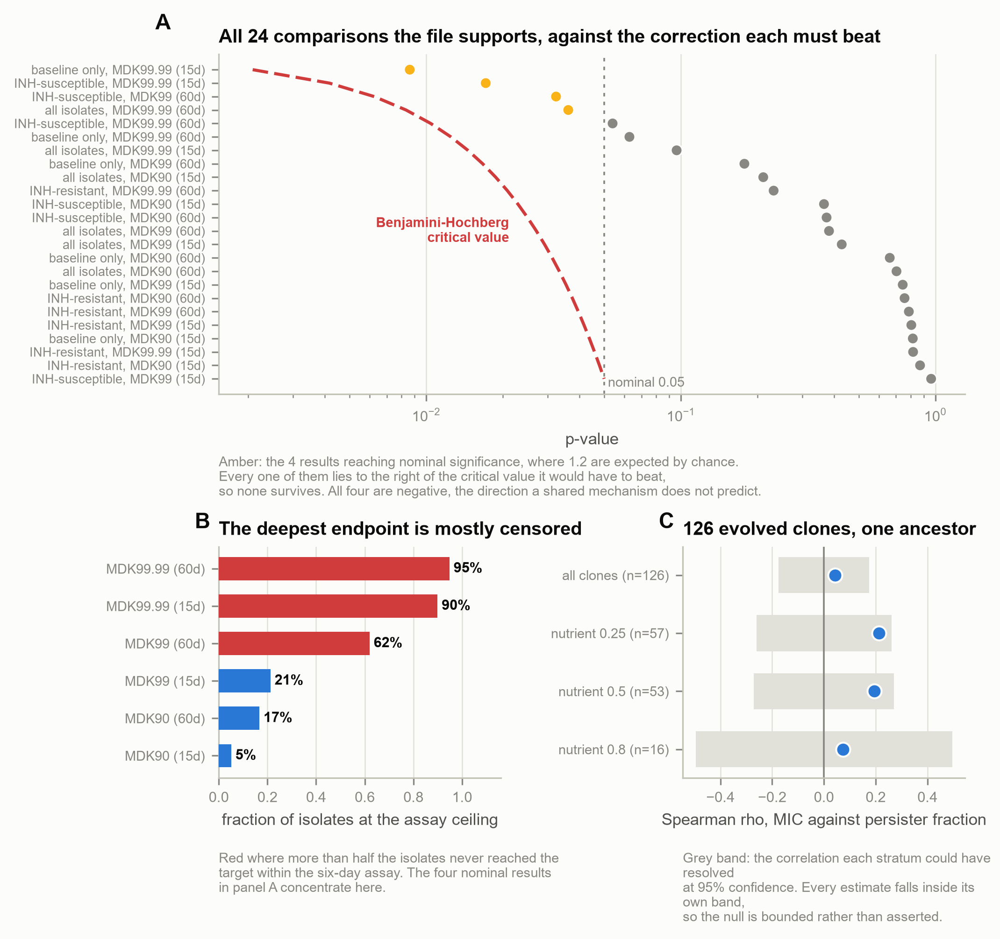 A
All 24 comparisons the file supports, against the correction each must beat
baseline only, MDK99.99 (15d)
INH-susceptible, MDK99.99 (15d)
INH-susceptible, MDK99 (60d)
all isolates, MDK99.99 (60d)
INH-susceptible, MDK99.99 (60d)
baseline only, MDK99.99 (60d)
all isolates, MDK99.99 (15d)
baseline only, MDK99 (60d)
all isolates, MDK90 (15d)
INH-resistant, MDK99.99 (60d)
INH-susceptible, MDK90 (15d)
INH-susceptible, MDK90 (60d)
all isolates, MDK99 (60d)
all isolates, MDK99 (15d)
baseline only, MDK90 (60d)
all isolates, MDK90 (60d)
baseline only, MDK99 (15d)
INH-resistant, MDK90 (60d)
INH-resistant, MDK99 (60d)
INH-resistant, MDK99 (15d)
baseline only, MDK90 (15d)
INH-resistant, MDK99.99 (15d)
INH-resistant, MDK90 (15d)
INH-susceptible, MDK99 (15d)
Benjamini-Hochberg
critical value
nominal 0.05
10⁻² 10⁻¹ 10⁰
p-value
Amber: the 4 results reaching nominal significance, where 1.2 are expected by chance.
Every one of them lies to the right of the critical value it would have to beat,
so none survives. All four are negative, the direction a shared mechanism does not predict.
B
The deepest endpoint is mostly censored
MDK99.99 (60d) 95%
MDK99.99 (15d) 90%
MDK99 (60d) 62%
MDK99 (15d) 21%
MDK90 (60d) 17%
MDK90 (15d) 5%
0.0 0.2 0.4 0.6 0.8 1.0
fraction of isolates at the assay ceiling
Red where more than half the isolates never reached the
target within the six-day assay. The four nominal results
in panel A concentrate here.
C
126 evolved clones, one ancestor
all clones (n=126)
nutrient 0.25 (n=57)
nutrient 0.5 (n=53)
nutrient 0.8 (n=16)
−0.4 −0.2 0.0 0.2 0.4
Spearman rho, MIC against persister fraction
Grey band: the correlation each stratum could have
resolved
at 95% confidence. Every estimate falls inside its
own band,
so the null is bounded rather than asserted.